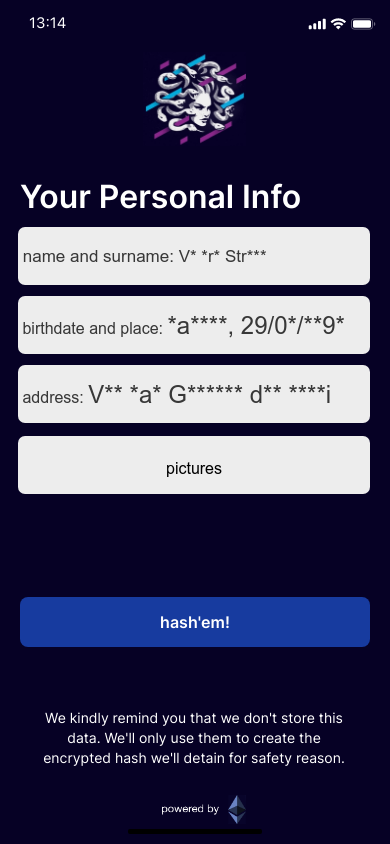 13:14
Your Personal Info
name and surname: V* *r* Str***
birthdate and place: *a****, 29/0*/**9*
address: V** *a* G****** d** ****i
pictures
hash'em!
We kindly remind you that we don't store this
data. We'll only use them to create the
encrypted hash we'll detain for safety reason.
powered by